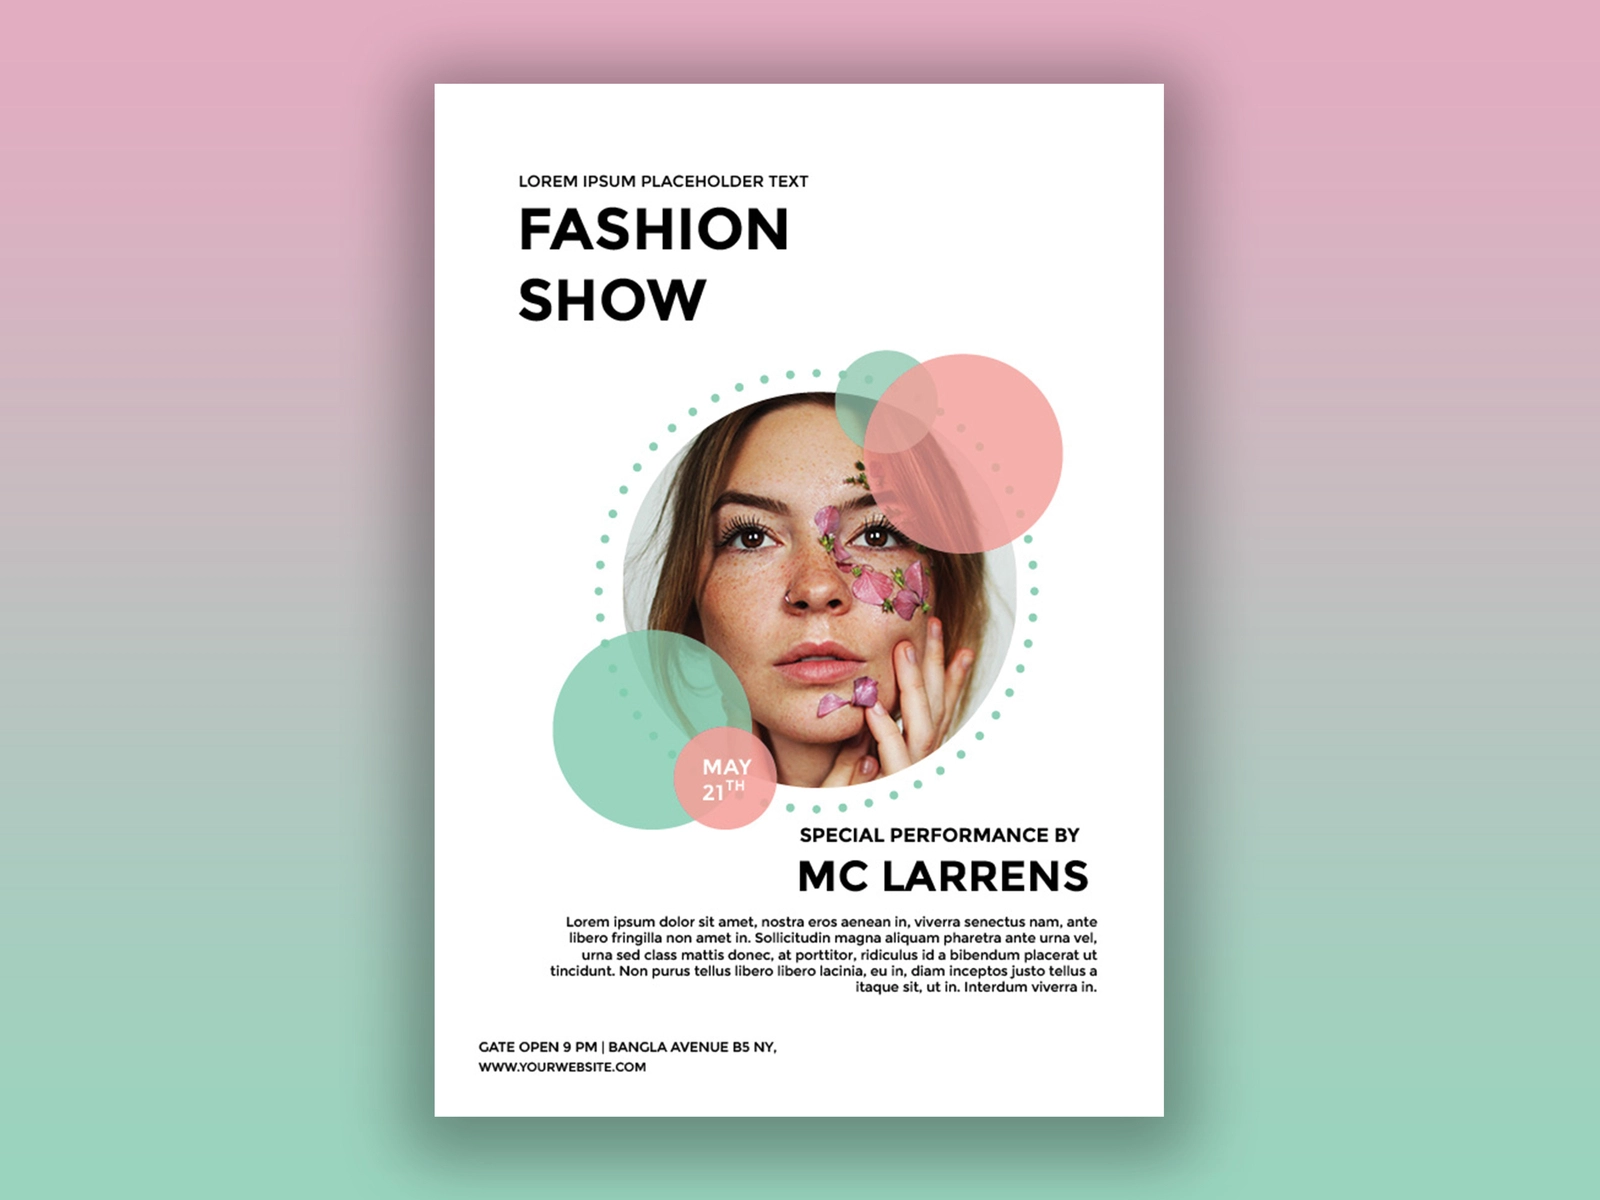 LOREM IPSUM PLACEHOLDER TEXT
FASHION
SHOW
MAY
21TH
SPECIAL PERFORMANCE BY
MC LARRENS
Lorem ipsum dolor sit amet, nostra eros aenean in, viverra senectus nam, ante
libero fringilla non amet in. Sollicitudin magna aliquam pharetra ante urna vel,
urna sed class mattis donec, at porttitor, ridiculus id a bibendum placerat ut
tincidunt. Non purus tellus libero libero lacinia, eu in, diam inceptos justo tellus a
itaque sit, ut in. Interdum viverra in.
GATE OPEN 9 PM | BANGLA AVENUE B5 NY,
WWW.YOURWEBSITE.COM